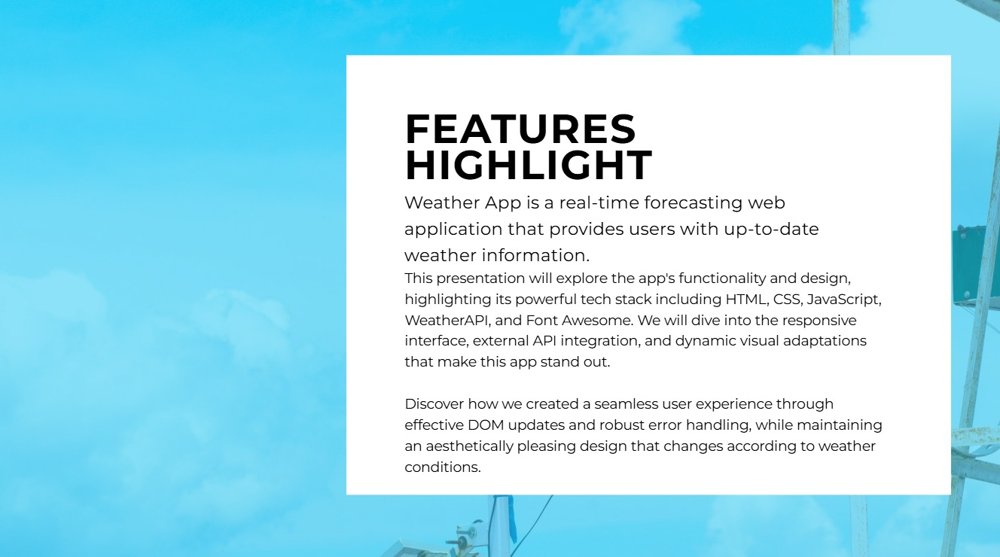 FEATURES
HIGHLIGHT
Weather App is a real-time forecasting web
application that provides users with up-to-date
weather information.
This presentation will explore the app's functionality and design,
highlighting its powerful tech stack including HTML, CSS, JavaScript,
WeatherAPI, and Font Awesome. We will dive into the responsive
interface, external API integration, and dynamic visual adaptations
that make this app stand out.
Discover how we created a seamless user experience through
effective DOM updates and robust error handling, while maintaining
an aesthetically pleasing design that changes according to weather
conditions.